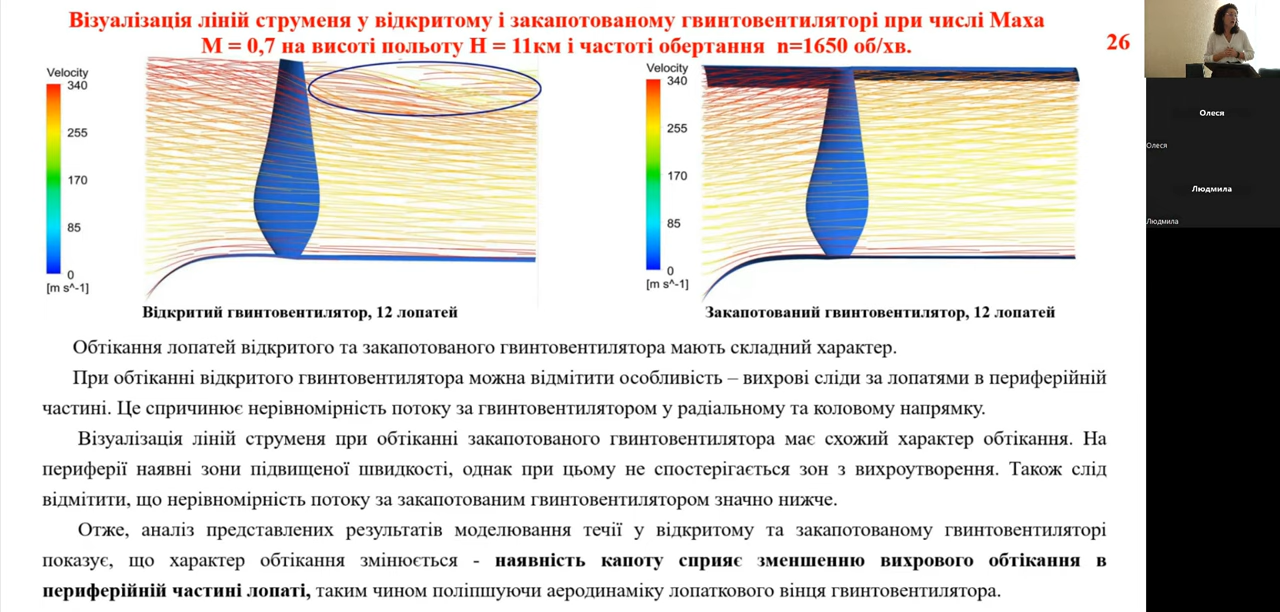 Візуалізація ліній струменя у відкритому і закапотованому гвинтовентиляторі при числі Маха
М = 0,7 на висоті польоту Н = 11км і частоті обертання n=1650 об/хв.
26
Velocity
340
255
170
85
0
[m s^-1]
Velocity
340
255
170
85
0
[m s^-1]
Відкритий гвинтовентилятор, 12 лопатей
Закапотований гвинтовентилятор, 12 лопатей
Обтікання лопатей відкритого та закапотованого гвинтовентилятора мають складний характер.
При обтіканні відкритого гвинтовентилятора можна відмітити особливість – вихрові сліди за лопатями в периферійній
частині. Це спричинює нерівномірність потоку за гвинтовентилятором у радіальному та коловому напрямку.
Візуалізація ліній струменя при обтіканні закапотованого гвинтовентилятора має схожий характер обтікання. На
периферії наявні зони підвищеної швидкості, однак при цьому не спостерігається зон з вихроутворення. Також слід
відмітити, що нерівномірність потоку за закапотованим гвинтовентилятором значно нижче.
Отже, аналіз представлених результатів моделювання течії у відкритому та закапотованому гвинтовентиляторі
показує, що характер обтікання змінюється - наявність капоту сприяє зменшенню вихрового обтікання в
периферійній частині лопаті, таким чином поліпшуючи аеродинаміку лопаткового вінця гвинтовентилятора.
Олеся
Олеся
Людмила
Людмила